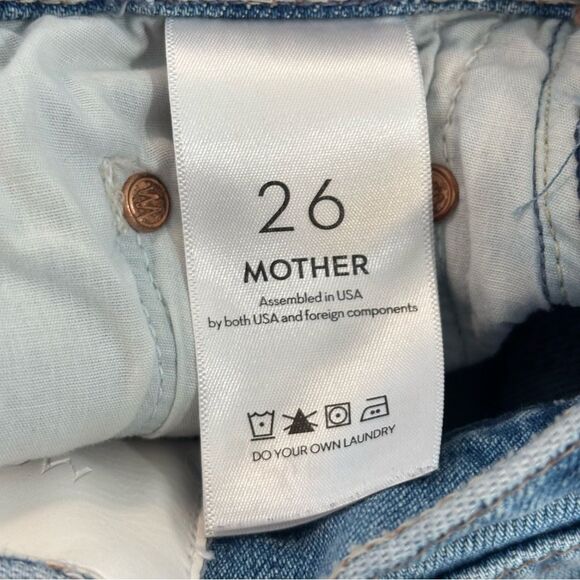 26
MOTHER
Assembled in USA
by both USA and foreign components
DO YOUR OWN LAUNDRY